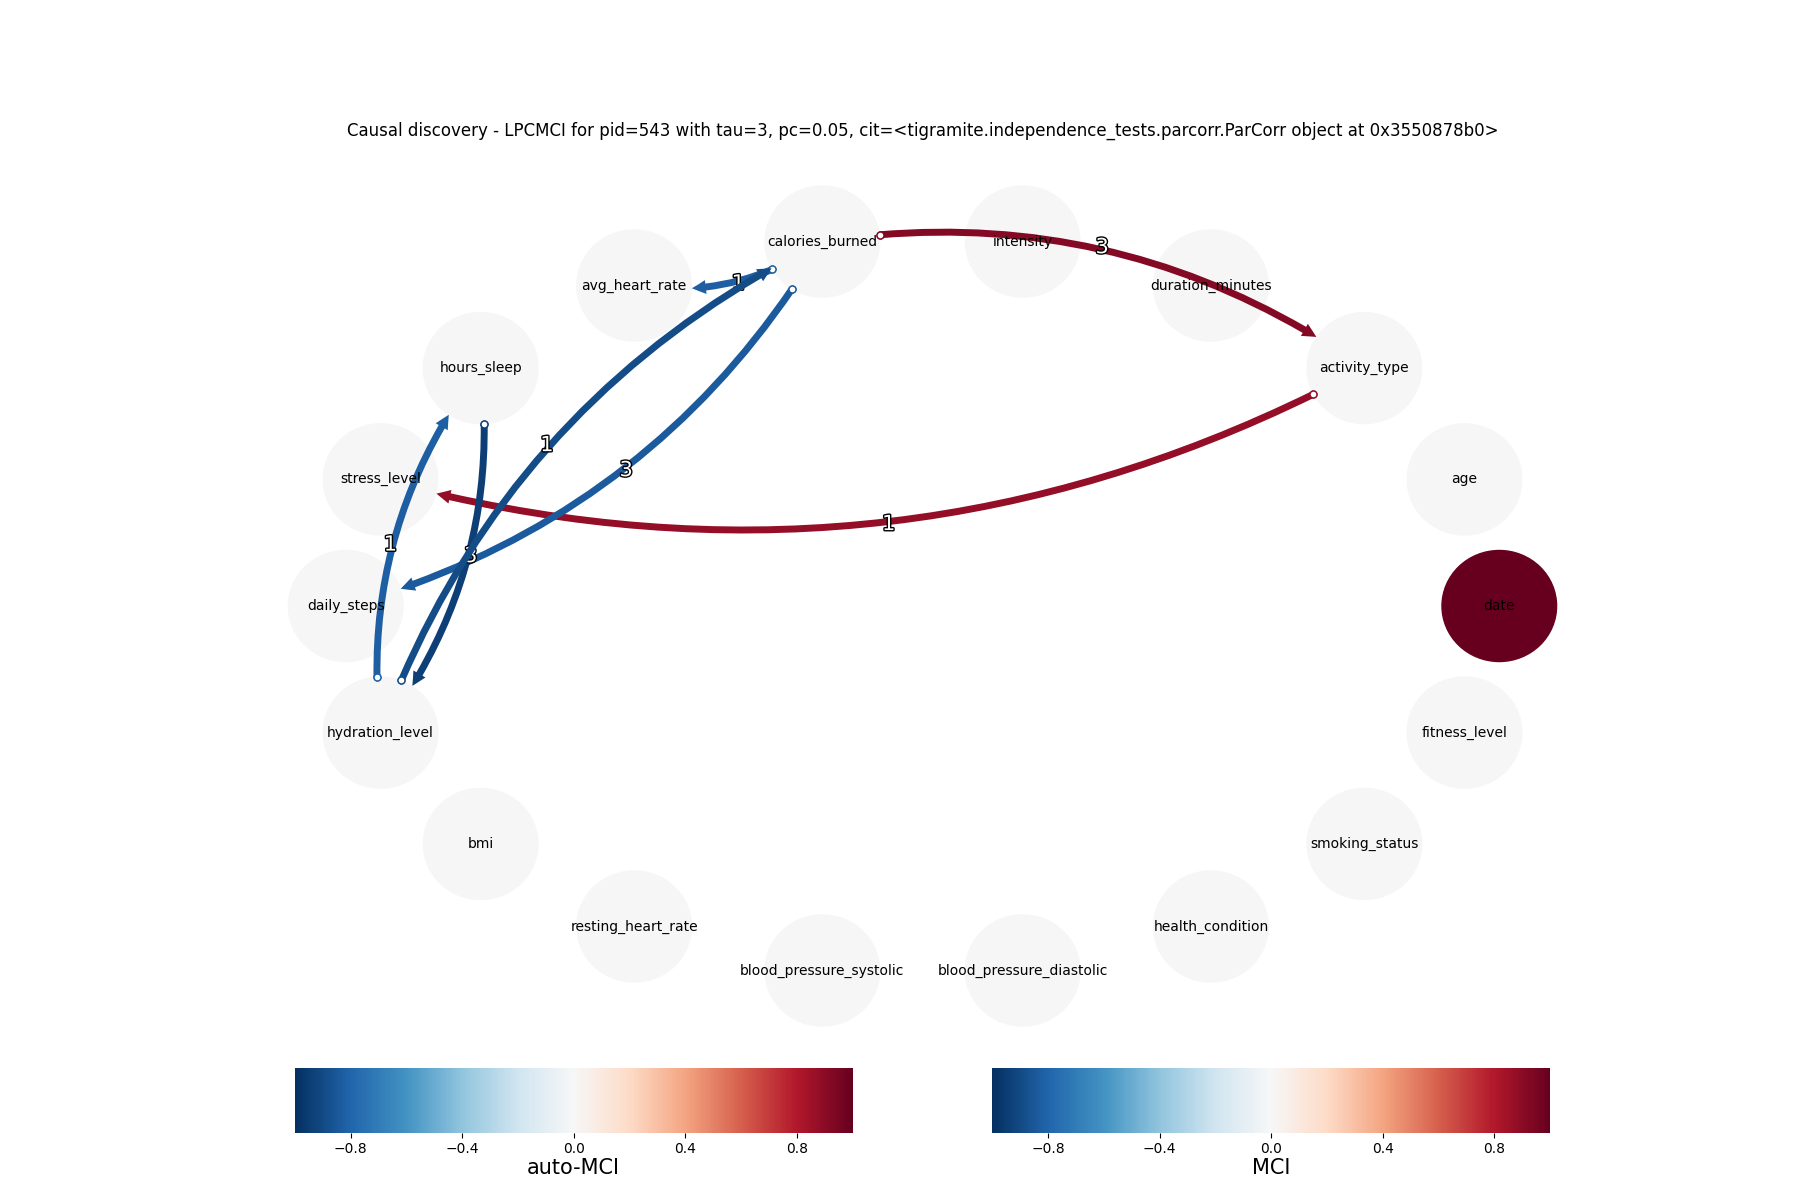 Causal discovery - LPCMCI for pid=543 with tau=3, pc=0.05, cit=<tigramite.independence_tests.parcorr.ParCorr object at 0x3550878b0>
calories_burned
intensity
3
avg_heart_rate
1
duration_minutes
hours_sleep
activity_type
1
3
stress_level
age
1
1
3
daily_steps
date
hydration_level
fitness_level
bmi
smoking_status
resting_heart_rate
health_condition
blood_pressure_systolic
blood_pressure_diastolic
−0.8 −0.4 0.0 0.4 0.8
auto-MCI
−0.8 −0.4 0.0 0.4 0.8
MCI